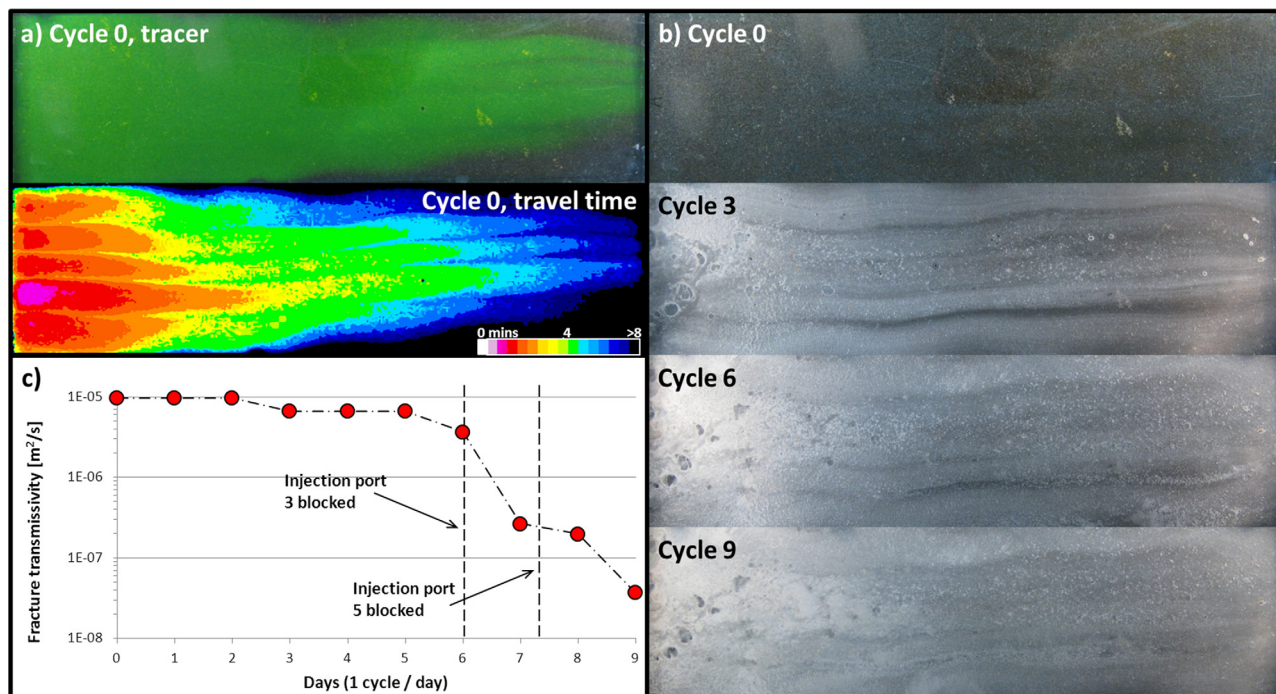 a) Cycle 0, tracer
Cycle 0, travel time
0 mins 4 >8
c)
Fracture transmissivity [m²/s]
1E-05
1E-06
1E-07
1E-08
Injection port
3 blocked
Injection port
5 blocked
0 1 2 3 4 5 6 7 8 9
Days (1 cycle / day)
b) Cycle 0
Cycle 3
Cycle 6
Cycle 9